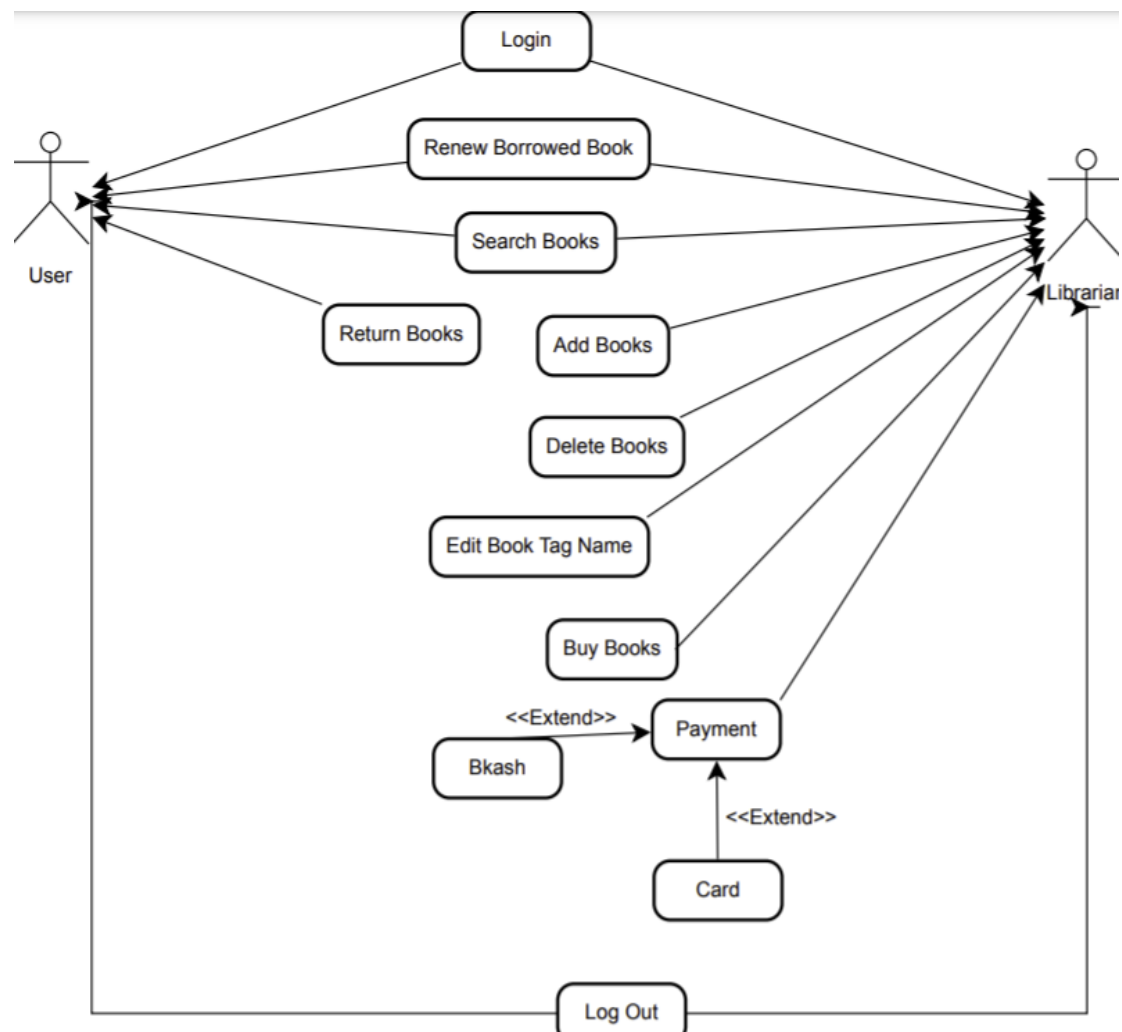 Login
Renew Borrowed Book
Search Books
User
Librarian
Return Books
Add Books
Delete Books
Edit Book Tag Name
Buy Books
<<Extend>>
Payment
Bkash
<<Extend>>
Card
Log Out